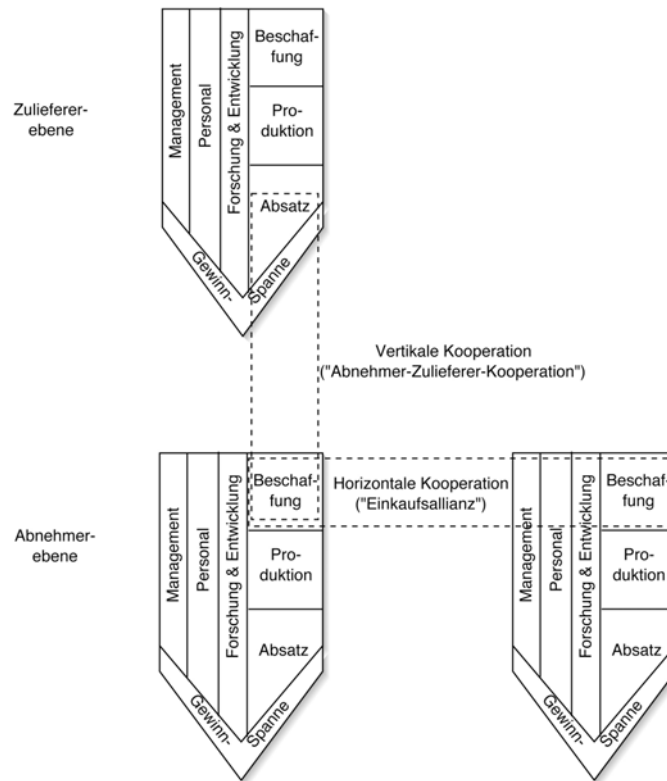 Zulieferer-
ebene
Management
Personal
Forschung & Entwicklung
Beschaf-
fung
Pro-
duktion
Absatz
Gewinn-
Spanne
Vertikale Kooperation
("Abnehmer-Zulieferer-Kooperation")
Abnehmer-
ebene
Management
Personal
Forschung & Entwicklung
Beschaf-
fung
Pro-
duktion
Absatz
Gewinn-
Spanne
Horizontale Kooperation
("Einkaufsallianz")
Management
Personal
Forschung & Entwicklung
Beschaf-
fung
Pro-
duktion
Absatz
Gewinn-
Spanne